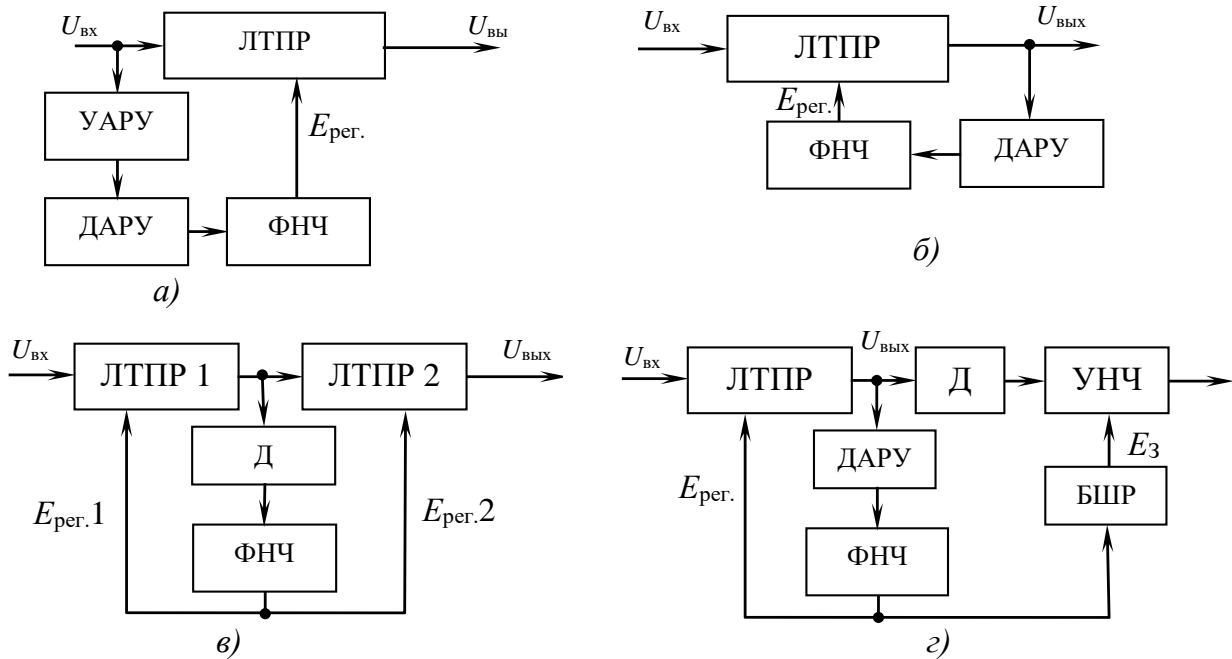 Uвх
ЛТПР
Uвы
УАРУ
Eрег.
ДАРУ
ФНЧ
а)
Uвх
ЛТПР
Uвых
Eрег.
ФНЧ
ДАРУ
б)
Uвх
ЛТПР 1
ЛТПР 2
Uвых
Д
Eрег.1
Eрег.2
ФНЧ
в)
Uвх
ЛТПР
Uвых
Д
УНЧ
ДАРУ
Eз
Eрег.
БШР
ФНЧ
г)